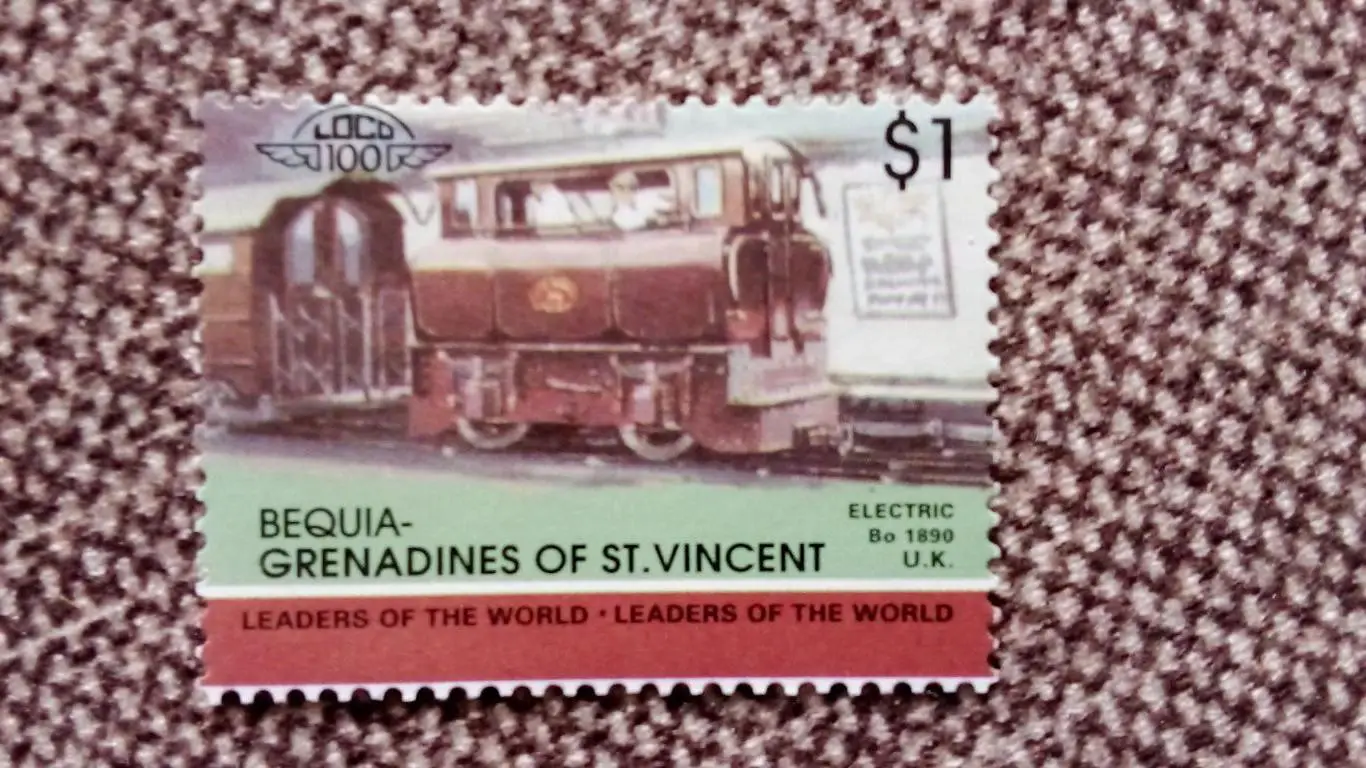 LOCO
100
$1
BEQUIA-
GRENADINES OF ST.VINCENT
ELECTRIC
Bo 1890
U.K.
LEADERS OF THE WORLD · LEADERS OF THE WORLD